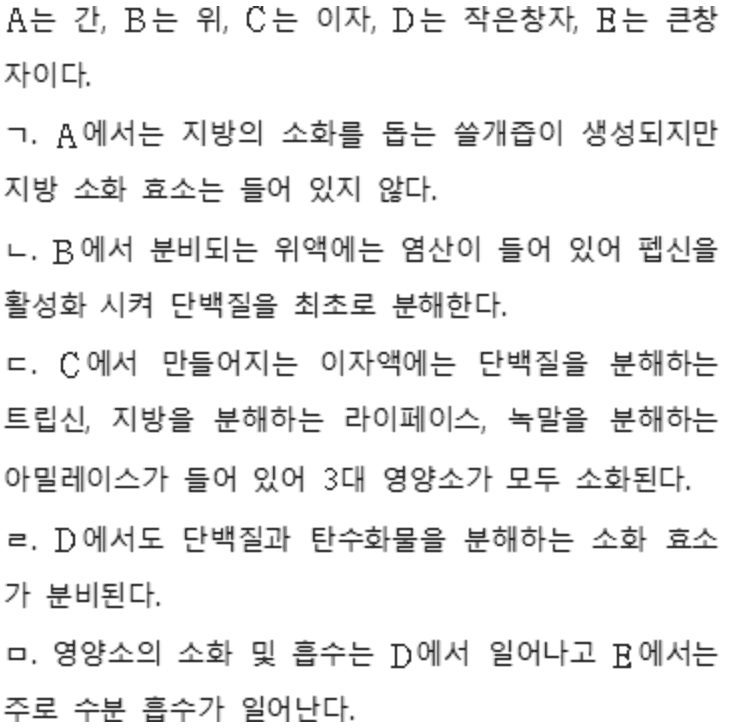 A는 간, B는 위, C는 이자, D는 작은창자, E는 큰창
자이다.
ㄱ. A에서는 지방의 소화를 돕는 쓸개즙이 생성되지만
지방 소화 효소는 들어 있지 않다.
ㄴ. B에서 분비되는 위액에는 염산이 들어 있어 펩신을
활성화 시켜 단백질을 최초로 분해한다.
ㄷ. C에서 만들어지는 이자액에는 단백질을 분해하는
트립신, 지방을 분해하는 라이페이스, 녹말을 분해하는
아밀레이스가 들어 있어 3대 영양소가 모두 소화된다.
ㄹ. D에서도 단백질과 탄수화물을 분해하는 소화 효소
가 분비된다.
ㅁ. 영양소의 소화 및 흡수는 D에서 일어나고 E에서는
주로 수분 흡수가 일어난다.